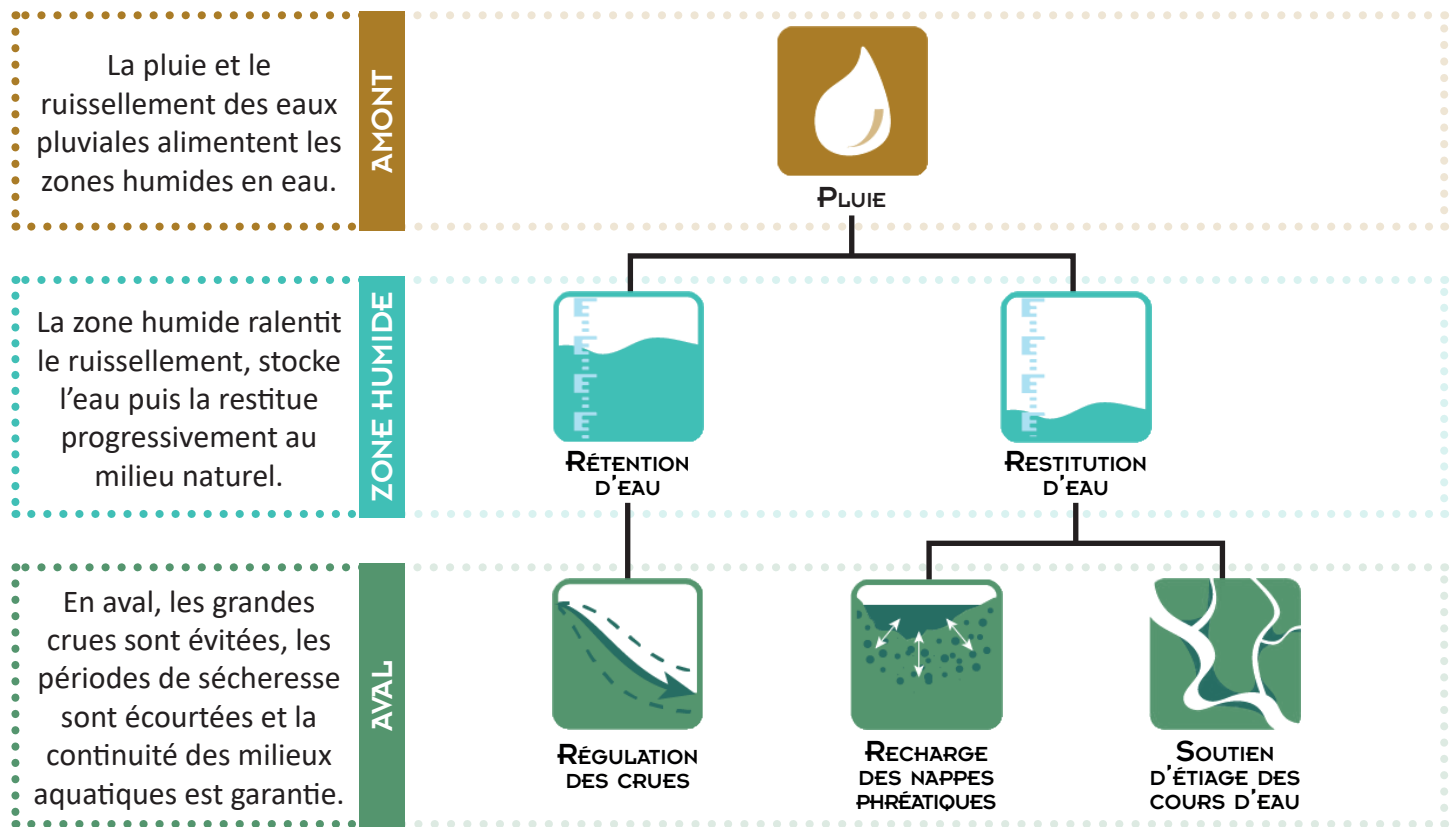 La pluie et le
ruissellement des eaux
pluviales alimentent les
zones humides en eau.
AMONT
PLUIE
La zone humide ralentit
le ruissellement, stocke
l’eau puis la restitue
progressivement au
milieu naturel.
ZONE HUMIDE
RÉTENTION
D’EAU
RESTITUTION
D’EAU
En aval, les grandes
crues sont évitées, les
périodes de sécheresse
sont écourtées et la
continuité des milieux
aquatiques est garantie.
AVAL
RÉGULATION
DES CRUES
RECHARGE
DES NAPPES
PHRÉATIQUES
SOUTIEN
D’ÉTIAGE DES
COURS D’EAU